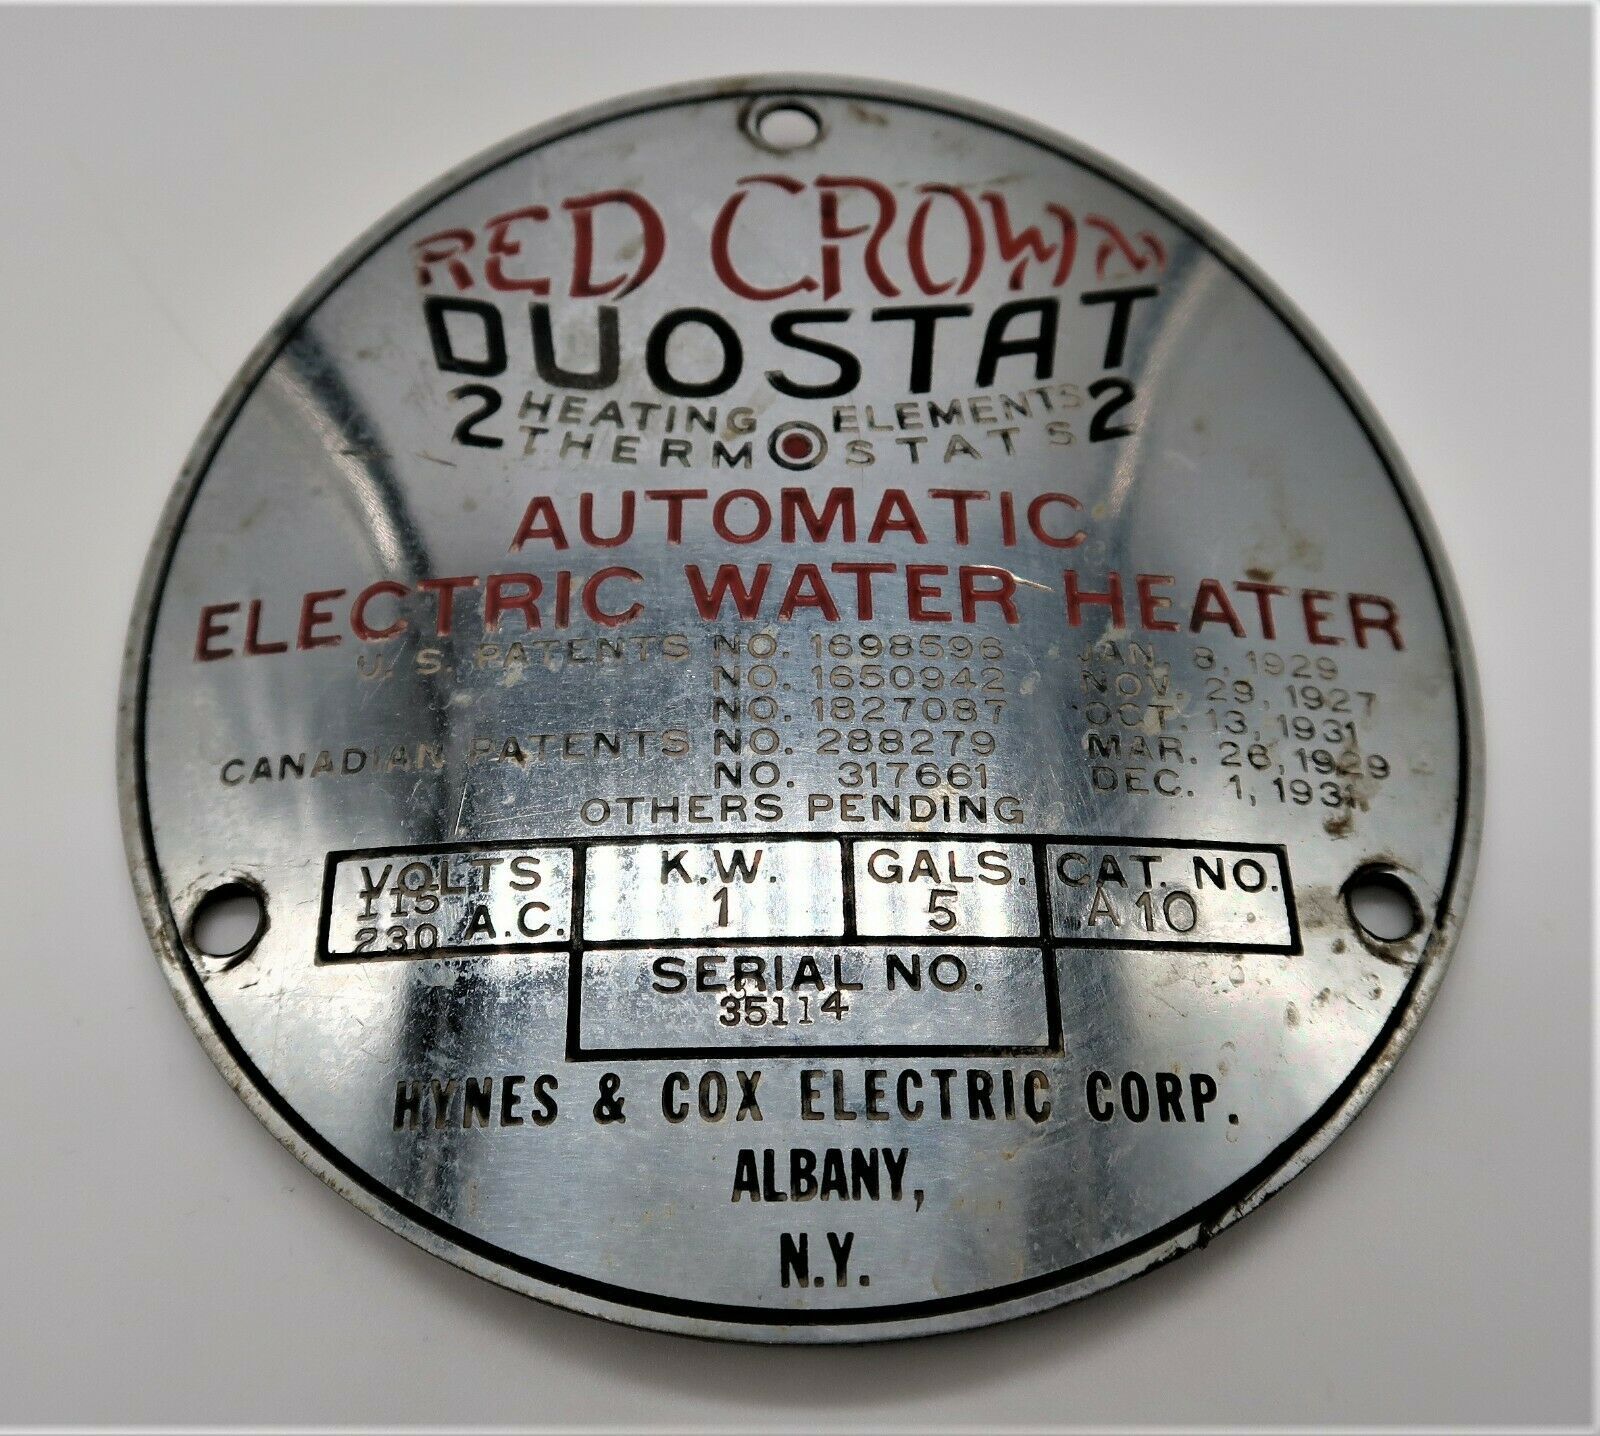 RED CROWN
DUOSTAT
2 HEATING ELEMENTS 2
THERMOSTATS
AUTOMATIC
ELECTRIC WATER HEATER
U. S. PATENTS NO. 1698596 JAN. 8, 1929
NO. 1650942 NOV. 29, 1927
NO. 1827087 OCT. 13, 1931
CANADIAN PATENTS NO. 288279 MAR. 26, 1929
NO. 317661 DEC. 1, 1931
OTHERS PENDING
VOLTS K.W. GALS. CAT. NO.
115 1 5 A10
230 A.C.
SERIAL NO.
35114
HYNES & COX ELECTRIC CORP.
ALBANY,
N.Y.